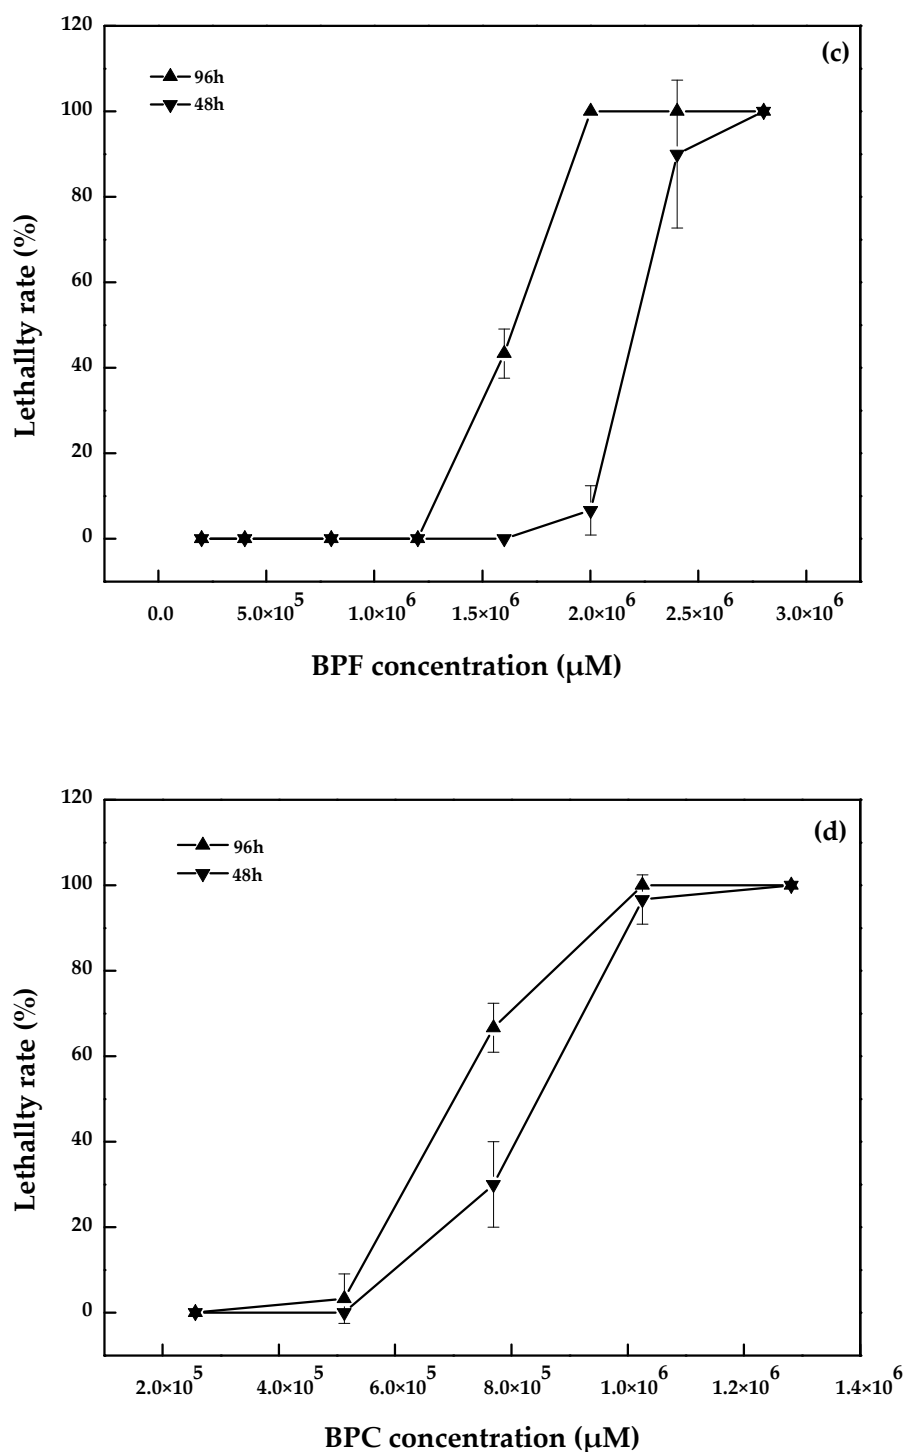 120
(c)
96h
48h
100
80
60
40
20
0
Lethallty rate (%)
0.0 5.0×10⁵ 1.0×10⁶ 1.5×10⁶ 2.0×10⁶ 2.5×10⁶ 3.0×10⁶
BPF concentration (µM)
120
(d)
96h
48h
100
80
60
40
20
0
Lethallty rate (%)
2.0×10⁵ 4.0×10⁵ 6.0×10⁵ 8.0×10⁵ 1.0×10⁶ 1.2×10⁶ 1.4×10⁶
BPC concentration (µM)